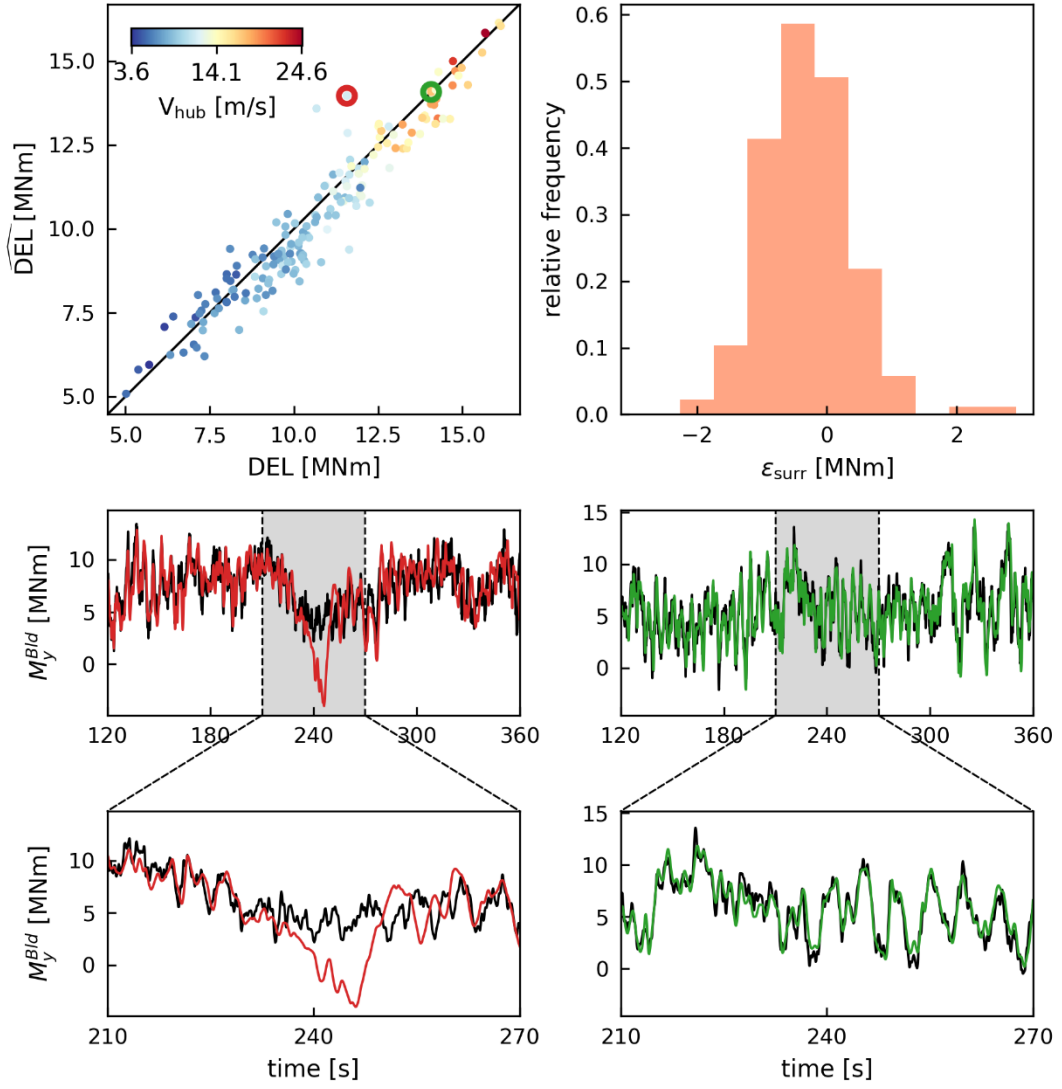 3.6 14.1 24.6
V_hub [m/s]
15.0
12.5
10.0
7.5
5.0
D̂EL [MNm]
5.0 7.5 10.0 12.5 15.0
DEL [MNm]
0.6
0.5
0.4
0.3
0.2
0.1
0.0
relative frequency
−2 0 2
ε_surr [MNm]
10
5
0
M_y^Bld [MNm]
120 180 240 300 360
15
10
5
0
120 180 240 300 360
10
5
0
M_y^Bld [MNm]
210 240 270
time [s]
15
10
5
0
210 240 270
time [s]